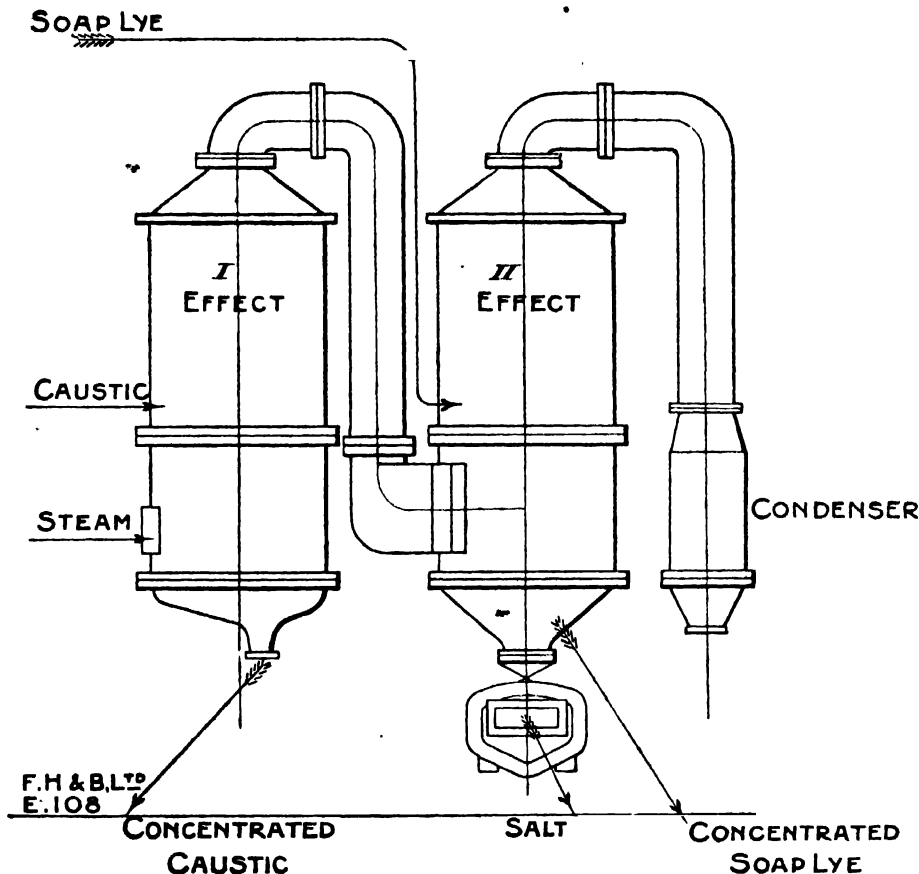 SOAP LYE
I
EFFECT
II
EFFECT
CAUSTIC
STEAM
CONDENSER
F.H & B, LTD
E.108
CONCENTRATED
CAUSTIC
SALT
CONCENTRATED
SOAP LYE